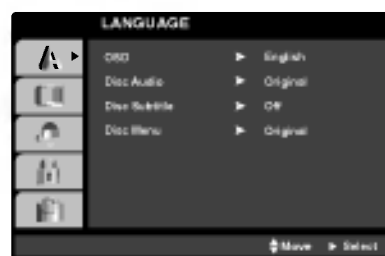 LANGUAGE
OSD ► English
Disc Audio ► Original
Disc Subtitle ► Off
Disc Menu ► Original
Move ► Select